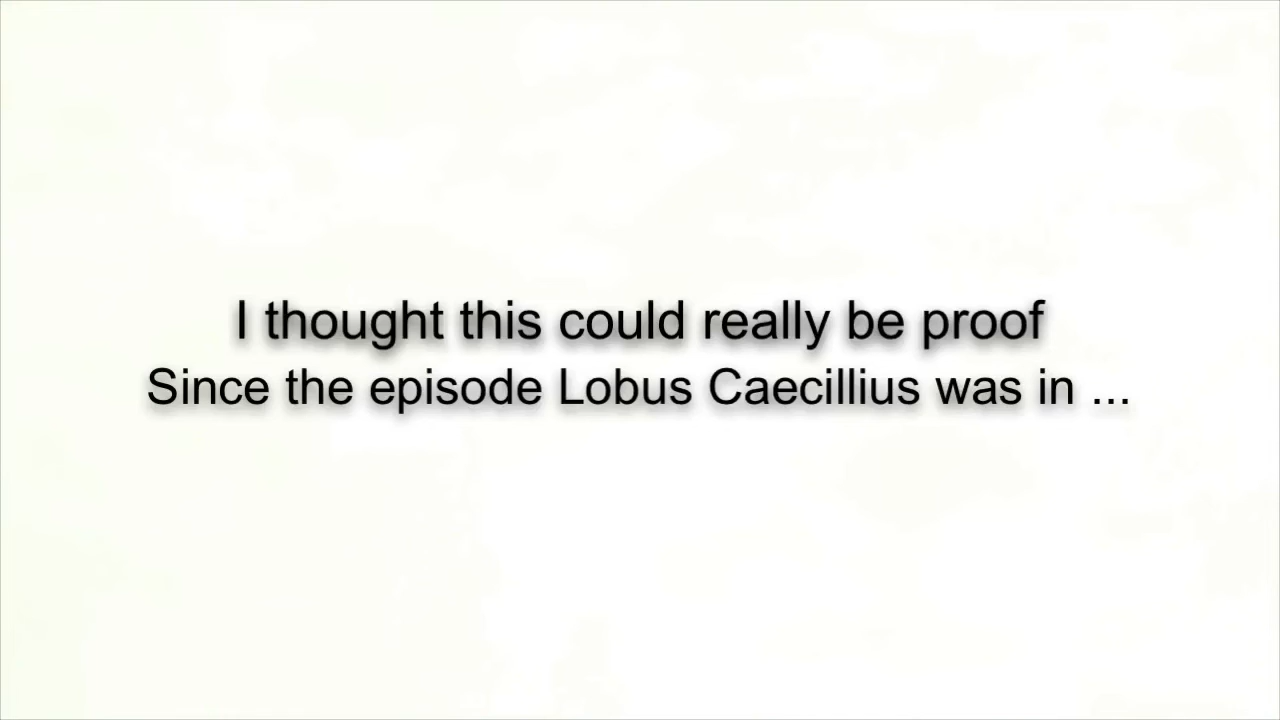 I thought this could really be proof
Since the episode Lobus Caecillius was in ...